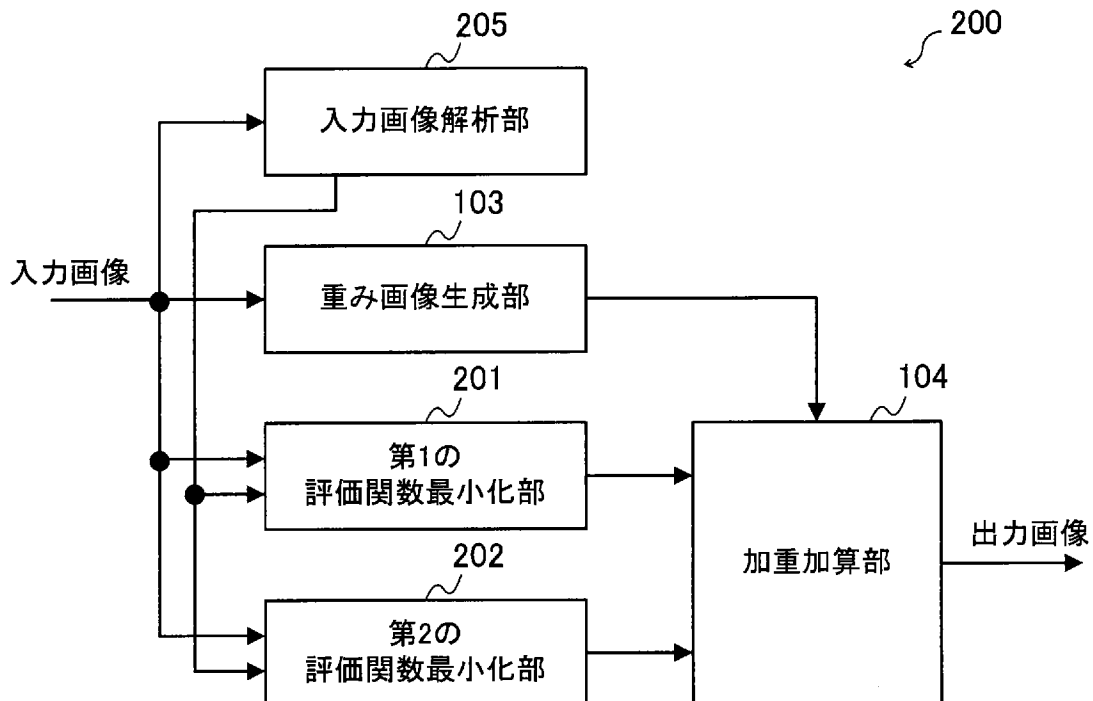 200
205
入力画像解析部
103
入力画像
重み画像生成部
201
104
第1の
評価関数最小化部
出力画像
加重加算部
202
第2の
評価関数最小化部